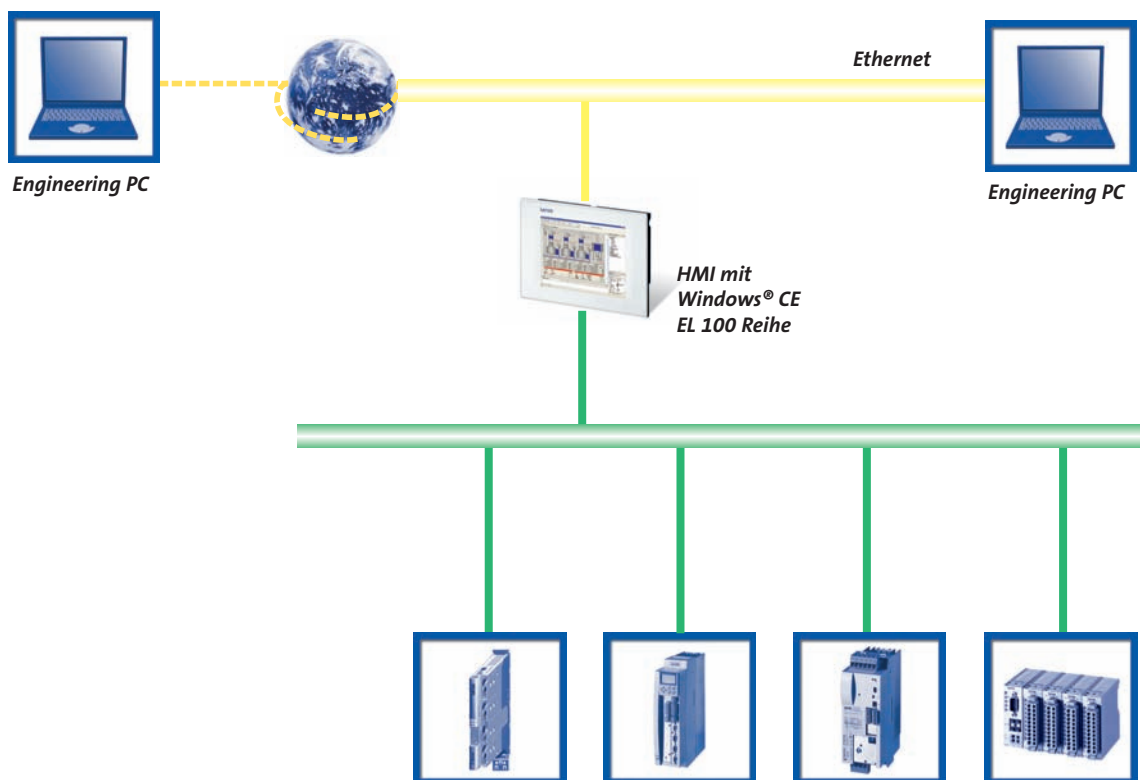 Ethernet
Engineering PC
Engineering PC
HMI mit
Windows® CE
EL 100 Reihe